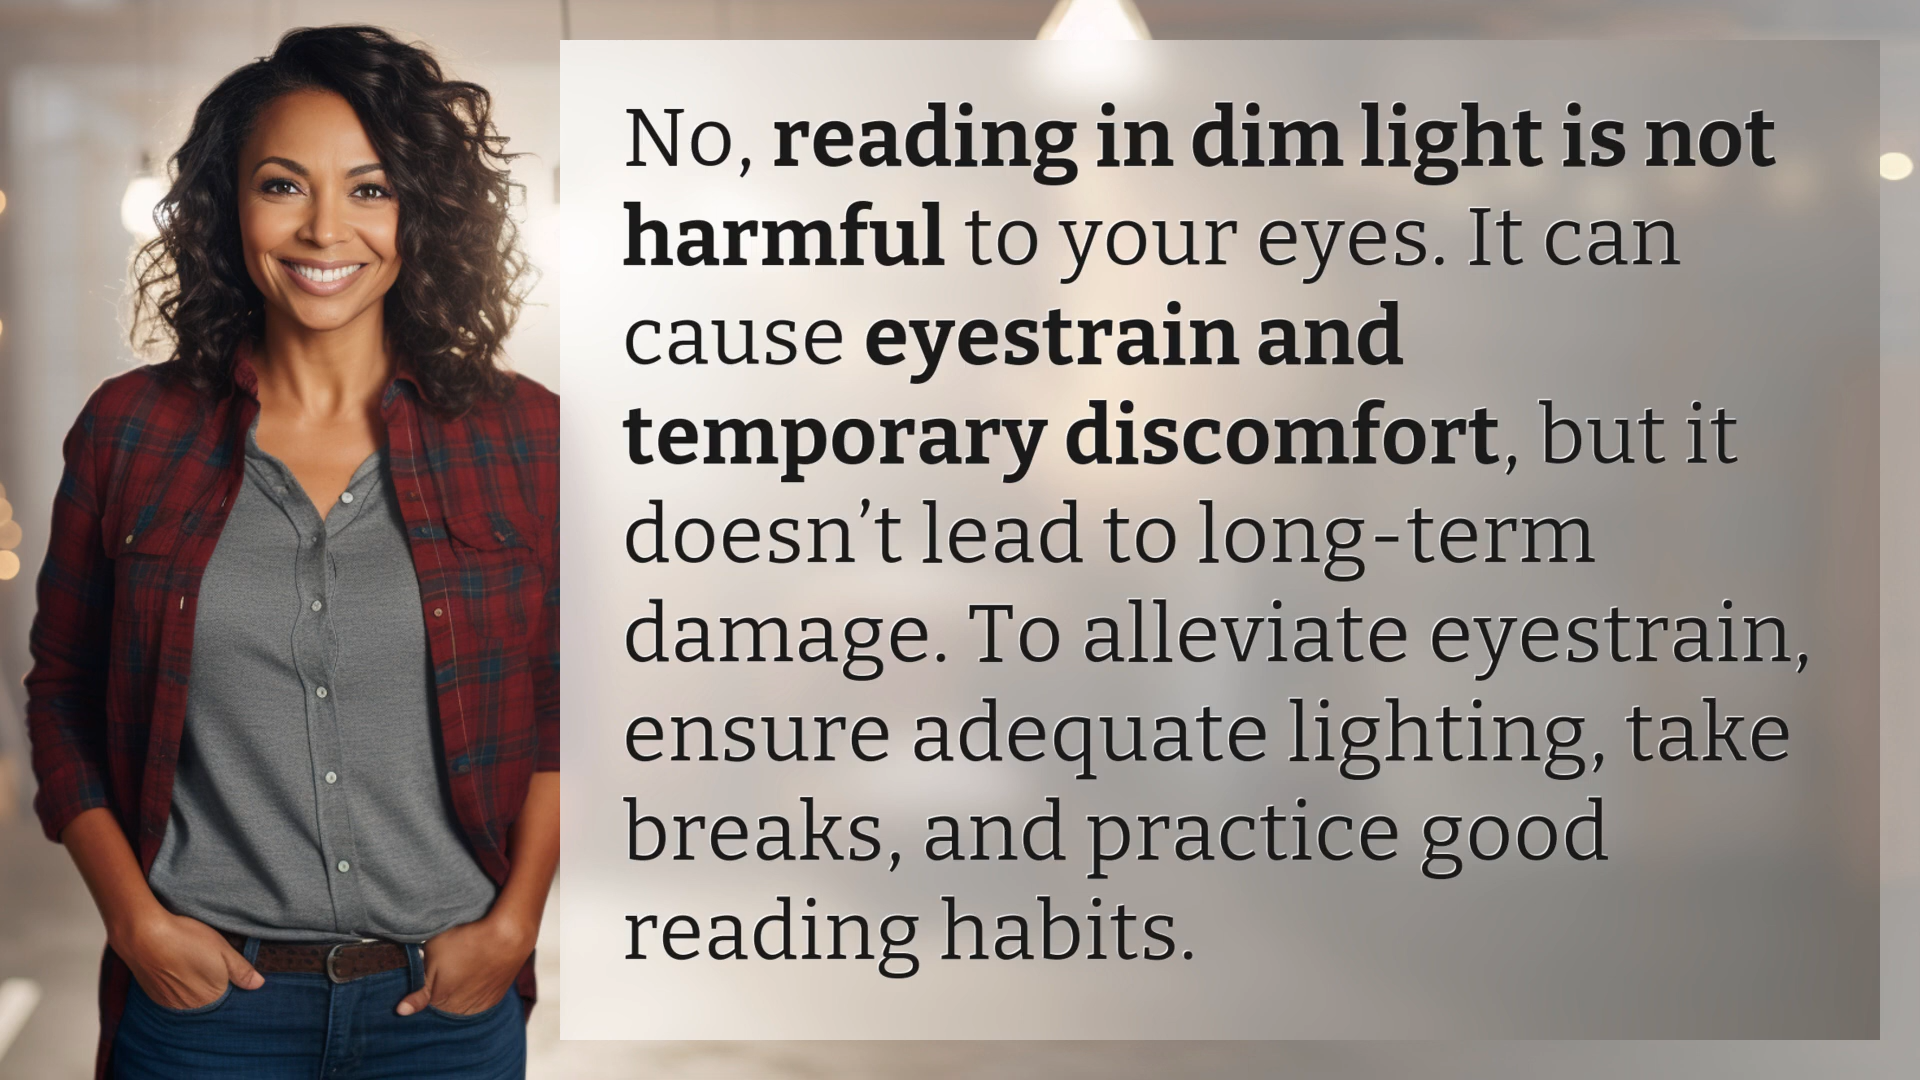 No, reading in dim light is not
harmful to your eyes. It can
cause eyestrain and
temporary discomfort, but it
doesn’t lead to long-term
damage. To alleviate eyestrain,
ensure adequate lighting, take
breaks, and practice good
reading habits.